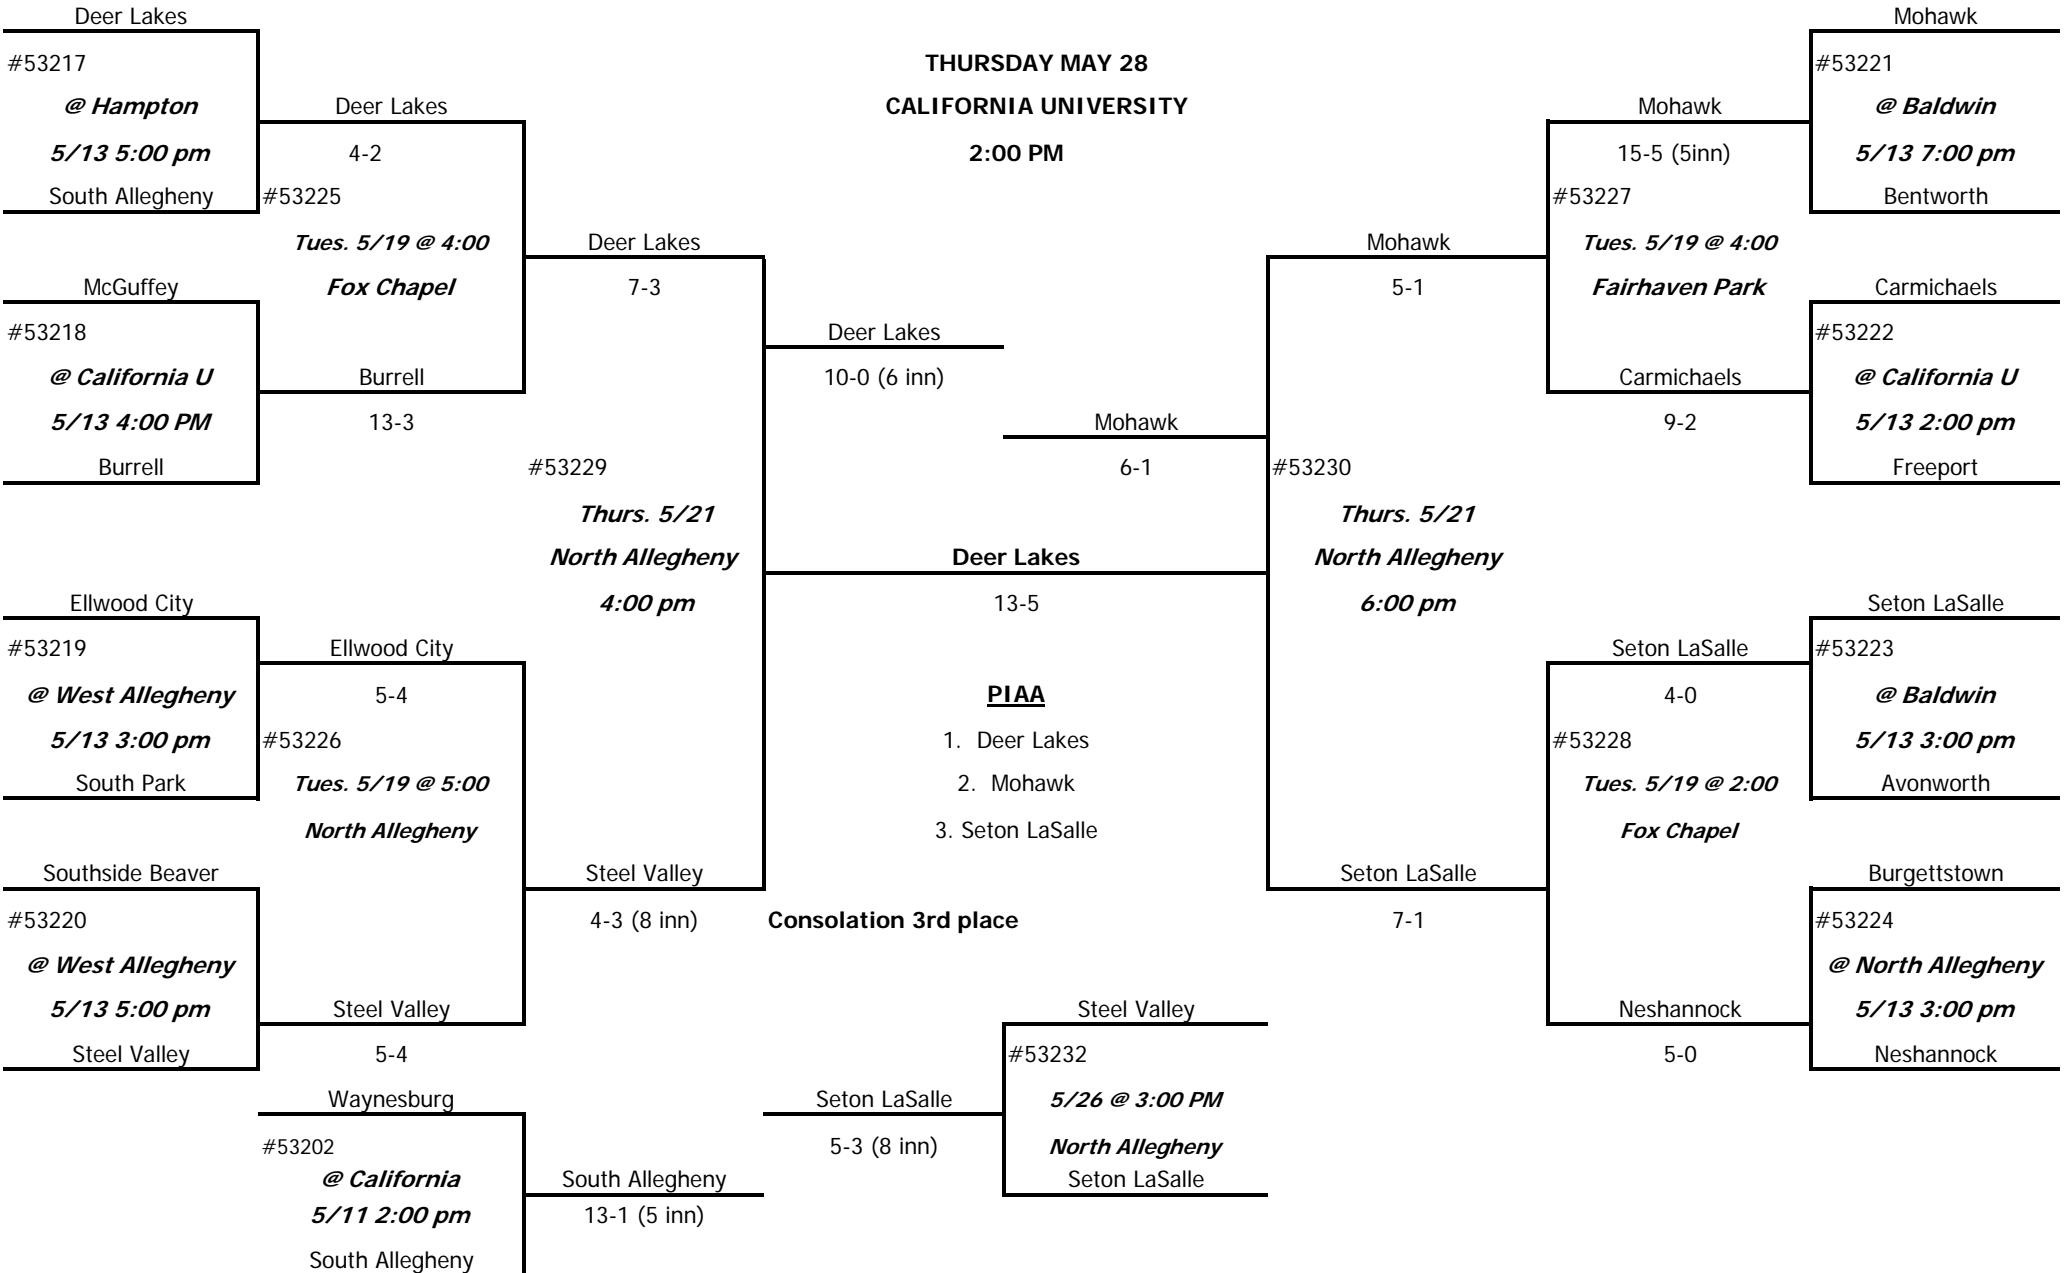 Deer Lakes
#53217
@ Hampton
5/13 5:00 pm
South Allegheny
McGuffey
#53218
@ California U
5/13 4:00 PM
Burrell
Ellwood City
#53219
@ West Allegheny
5/13 3:00 pm
South Park
Southside Beaver
#53220
@ West Allegheny
5/13 5:00 pm
Steel Valley
Deer Lakes
4-2
#53225
Tues. 5/19 @ 4:00
Fox Chapel
Burrell
13-3
Ellwood City
5-4
#53226
Tues. 5/19 @ 5:00
North Allegheny
Steel Valley
5-4
Waynesburg
#53202
@ California
5/11 2:00 pm
South Allegheny
Deer Lakes
7-3
#53229
Thurs. 5/21
North Allegheny
4:00 pm
Steel Valley
4-3 (8 inn)
South Allegheny
13-1 (5 inn)
THURSDAY MAY 28
CALIFORNIA UNIVERSITY
2:00 PM
Deer Lakes
10-0 (6 inn)
Mohawk
6-1
Deer Lakes
13-5
PIAA
1. Deer Lakes
2. Mohawk
3. Seton LaSalle
Consolation 3rd place
Seton LaSalle
5-3 (8 inn)
Steel Valley
#53232
5/26 @ 3:00 PM
North Allegheny
Seton LaSalle
Mohawk
5-1
#53230
Thurs. 5/21
North Allegheny
6:00 pm
Seton LaSalle
7-1
Mohawk
15-5 (5inn)
#53227
Tues. 5/19 @ 4:00
Fairhaven Park
Carmichaels
9-2
Seton LaSalle
4-0
#53228
Tues. 5/19 @ 2:00
Fox Chapel
Neshannock
5-0
Mohawk
#53221
@ Baldwin
5/13 7:00 pm
Bentworth
Carmichaels
#53222
@ California U
5/13 2:00 pm
Freeport
Seton LaSalle
#53223
@ Baldwin
5/13 3:00 pm
Avonworth
Burgettstown
#53224
@ North Allegheny
5/13 3:00 pm
Neshannock